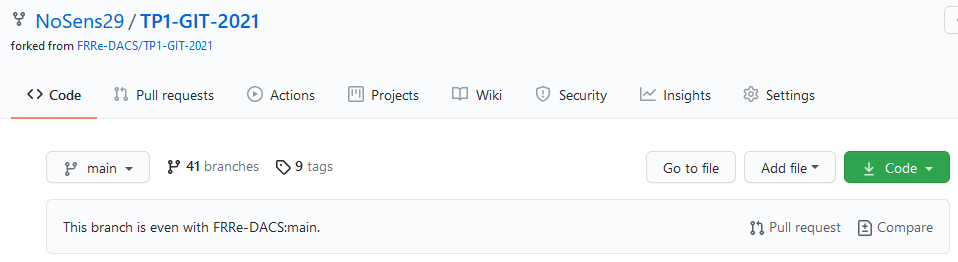 NoSens29 / TP1-GIT-2021
forked from FRRe-DACS/TP1-GIT-2021
Code Pull requests Actions Projects Wiki Security Insights Settings
main 41 branches 9 tags Go to file Add file Code
This branch is even with FRRe-DACS:main. Pull request Compare